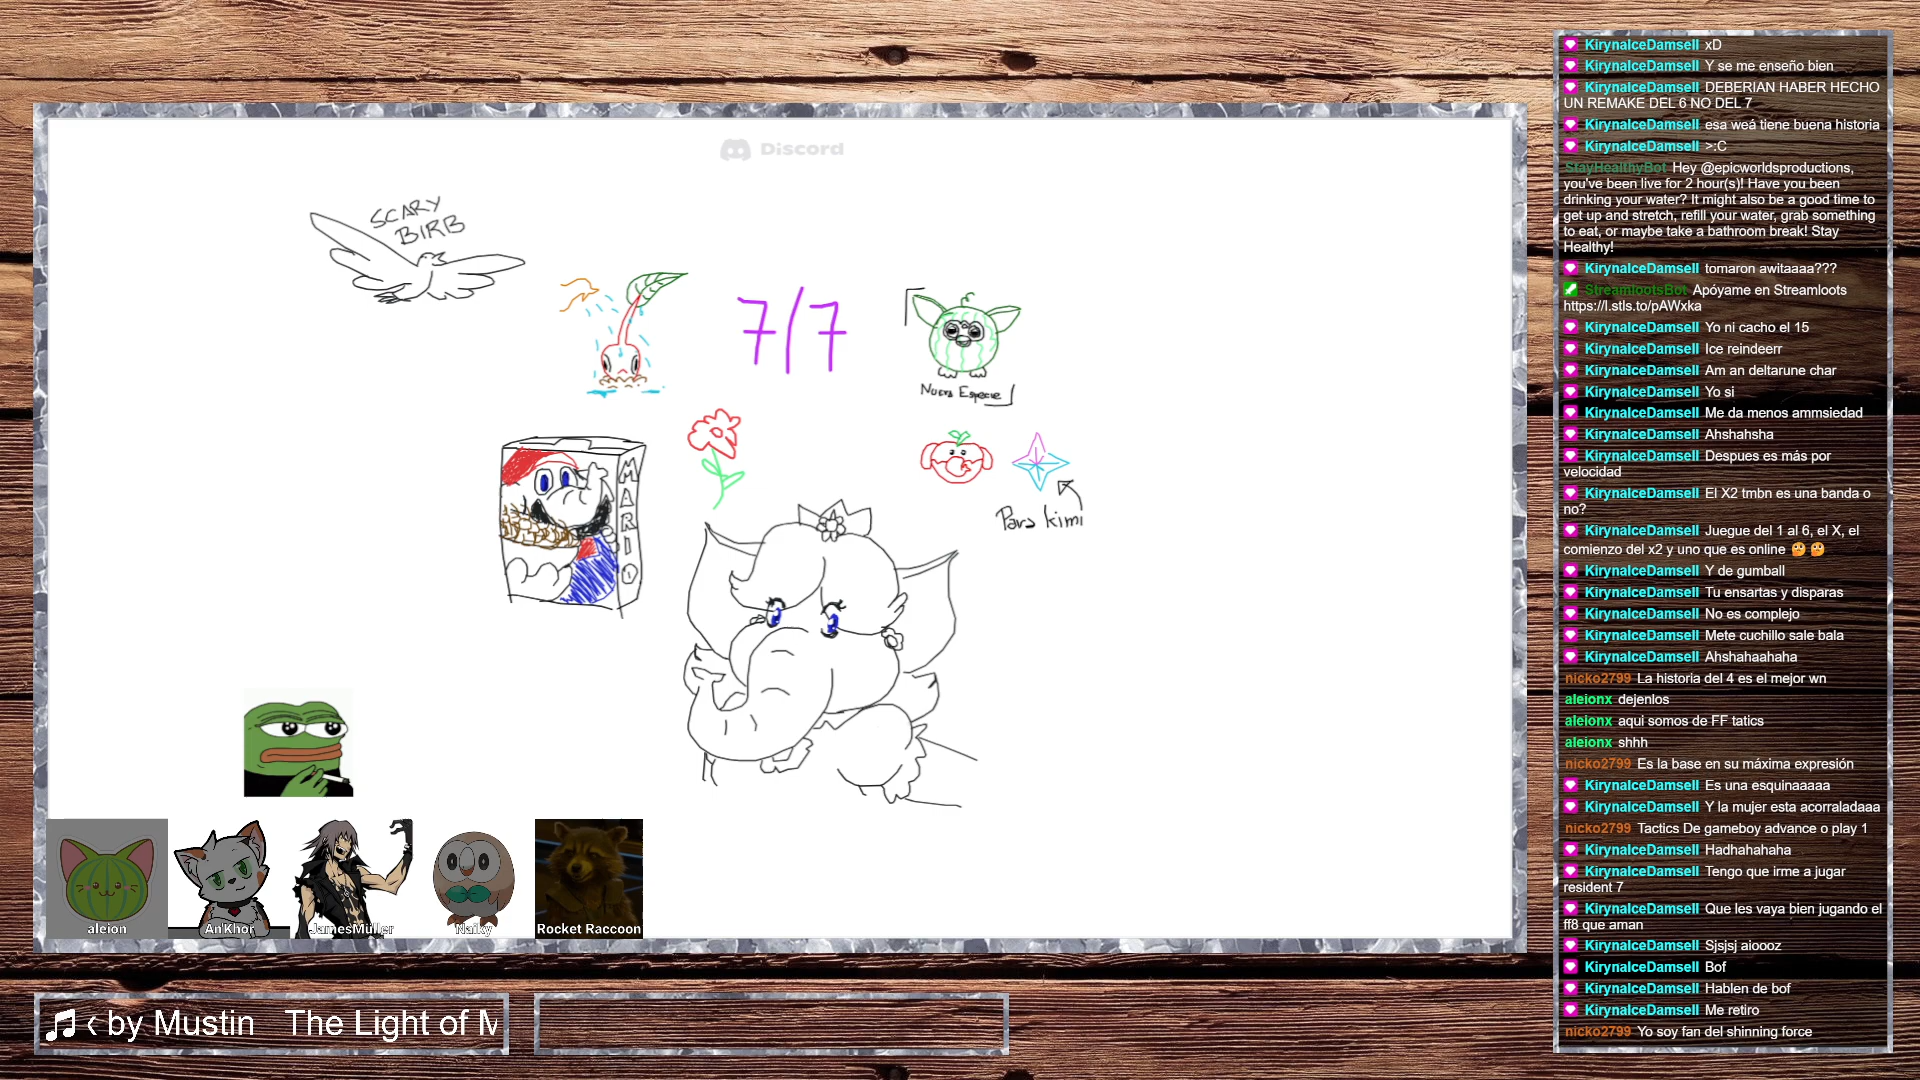 Discord
SCARY
BIRB
7/7
Nueva Especie
MARIO
Para kimi
aleion
An'Khor
JamesMüller
Naiky
Rocket Raccoon
by Mustin The Light of M
KirynalceDamsell xD
KirynalceDamsell Y se me enseño bien
KirynalceDamsell DEBERIAN HABER HECHO
UN REMAKE DEL 6 NO DEL 7
KirynalceDamsell esa weá tiene buena historia
KirynalceDamsell >:C
StayHealthyBot Hey @epicworldsproductions,
you've been live for 2 hour(s)! Have you been
drinking your water? It might also be a good time to
get up and stretch, refill your water, grab something
to eat, or maybe take a bathroom break! Stay
Healthy!
KirynalceDamsell tomaron awitaaaa???
StreamlootsBot Apóyame en Streamloots
https://l.stls.to/pAWxka
KirynalceDamsell Yo ni cacho el 15
KirynalceDamsell Ice reindeerr
KirynalceDamsell Am an deltarune char
KirynalceDamsell Yo si
KirynalceDamsell Me da menos ammsiedad
KirynalceDamsell Ahshahsha
KirynalceDamsell Despues es más por
velocidad
KirynalceDamsell El X2 tmbn es una banda o
no?
KirynalceDamsell Juegue del 1 al 6, el X, el
comienzo del x2 y uno que es online 🤔🤔
KirynalceDamsell Y de gumball
KirynalceDamsell Tu ensartas y disparas
KirynalceDamsell No es complejo
KirynalceDamsell Mete cuchillo sale bala
KirynalceDamsell Ahshahaahaha
nicko2799 La historia del 4 es el mejor wn
aleionx dejenlos
aleionx aqui somos de FF tatics
aleionx shhh
nicko2799 Es la base en su máxima expresión
KirynalceDamsell Es una esquinaaaaa
KirynalceDamsell Y la mujer esta acorraladaaa
nicko2799 Tactics De gameboy advance o play 1
KirynalceDamsell Hadhahahaha
KirynalceDamsell Tengo que irme a jugar
resident 7
KirynalceDamsell Que les vaya bien jugando el
ff8 que aman
KirynalceDamsell Sjsjsj aioooz
KirynalceDamsell Bof
KirynalceDamsell Hablen de bof
KirynalceDamsell Me retiro
nicko2799 Yo soy fan del shinning force